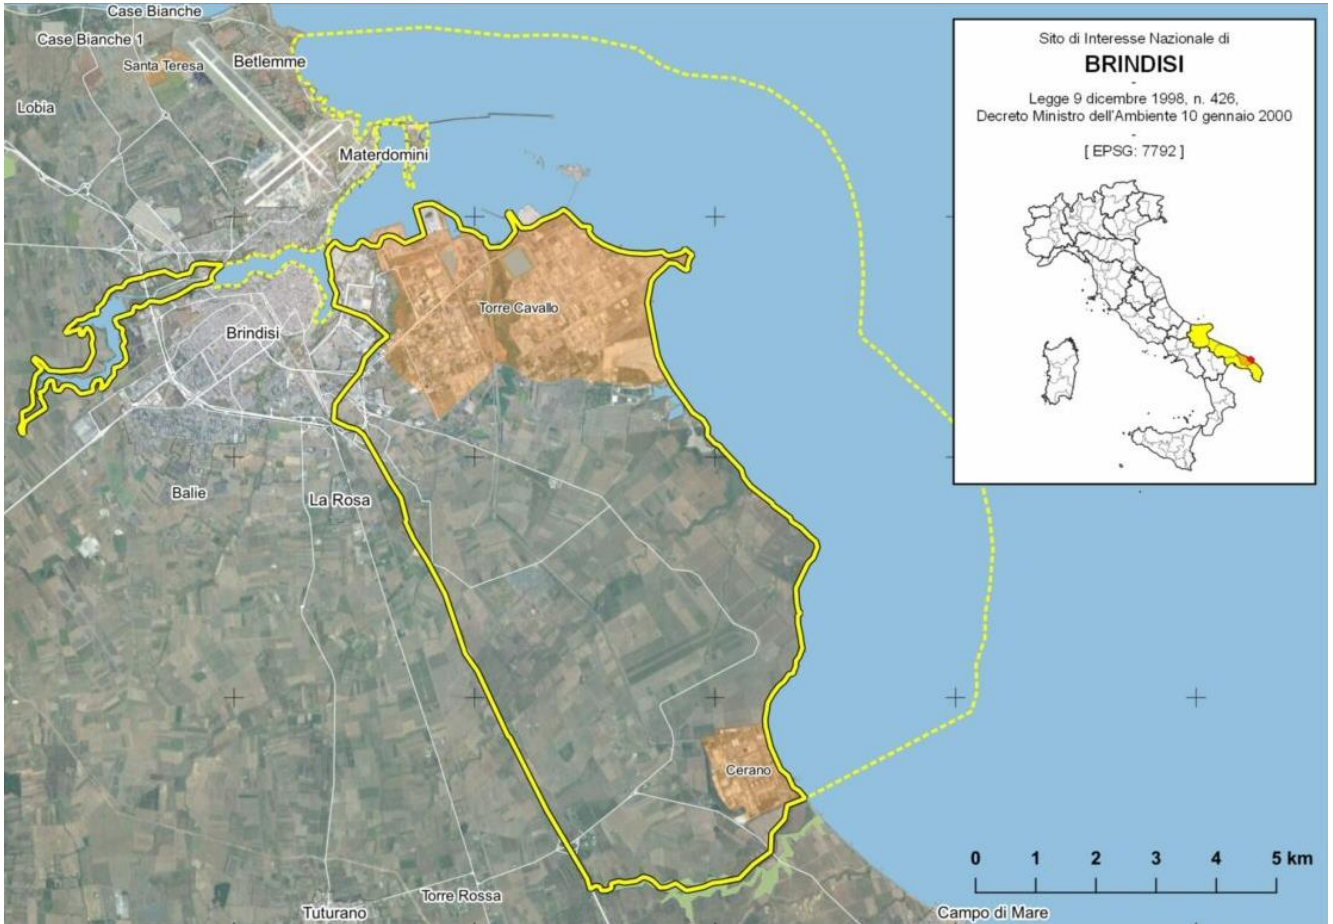 Case Bianche
Case Bianche 1
Santa Teresa
Betlemme
Lobia
Materdomini
Torre Cavallo
Brindisi
Balie
La Rosa
Cerano
Torre Rossa
Tuturano
Campo di Mare
Sito di Interesse Nazionale di
BRINDISI
-
Legge 9 dicembre 1998, n. 426,
Decreto Ministro dell'Ambiente 10 gennaio 2000
-
[ EPSG: 7792 ]
0 1 2 3 4 5 km